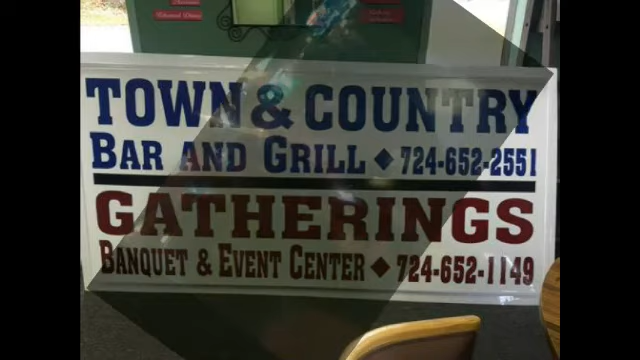 TOWN & COUNTRY
BAR AND GRILL ◆ 724-652-2551
GATHERINGS
BANQUET & EVENT CENTER ◆ 724-652-1149